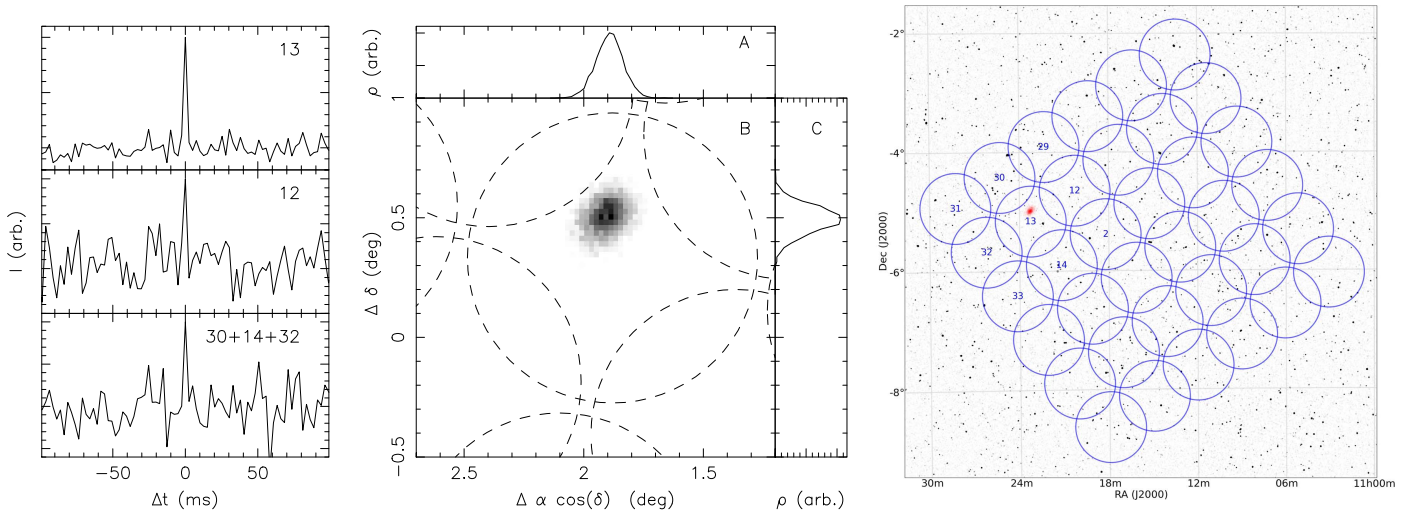 13
12
30+14+32
I (arb.)
−50
0
50
Δt (ms)
ρ (arb.)
A
B
C
1
0.5
0
−0.5
Δ δ (deg)
2.5
2
1.5
Δ α cos(δ) (deg)
ρ (arb.)
-2°
-4°
-6°
-8°
Dec (J2000)
29
30
12
31
13
2
32
14
33
30m
24m
18m
12m
06m
11h00m
RA (J2000)